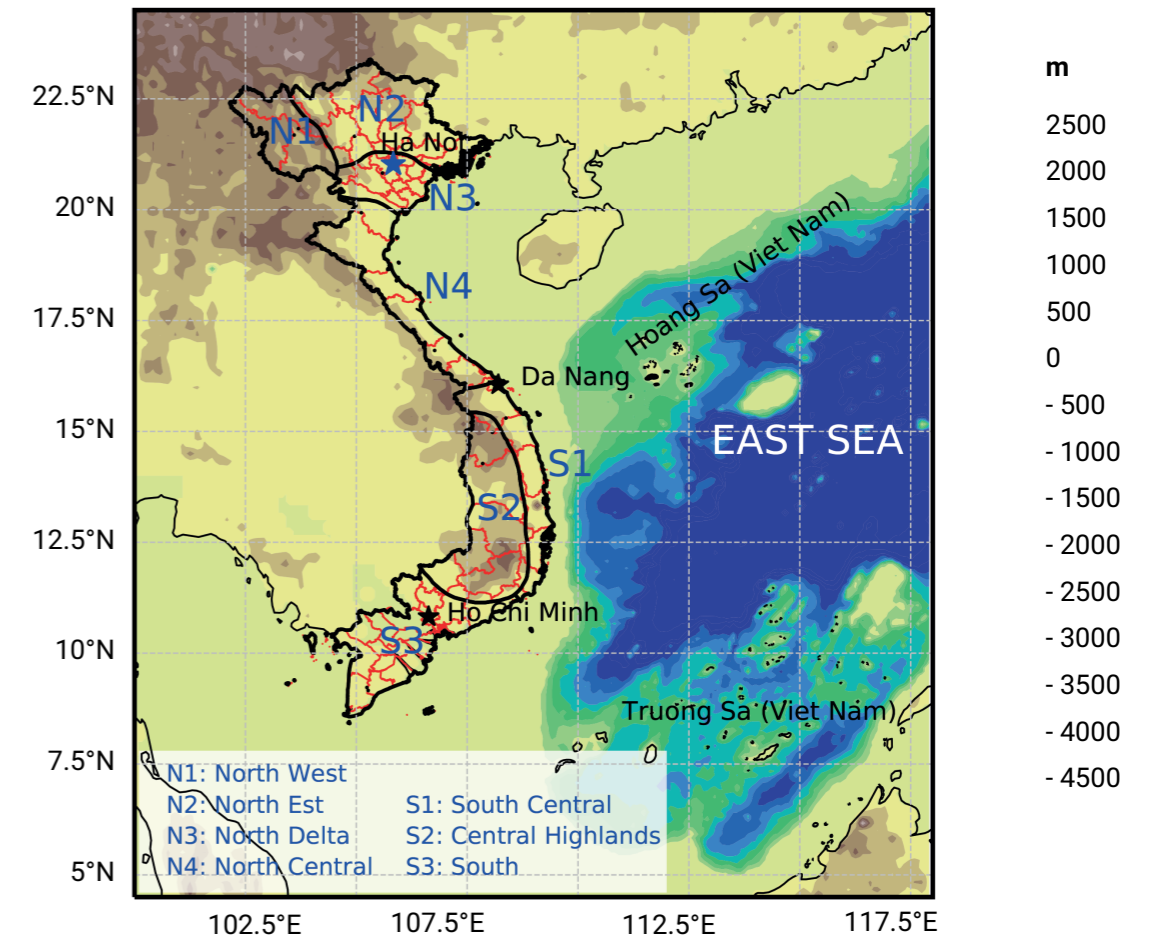 m
22.5°N
20°N
17.5°N
15°N
12.5°N
10°N
7.5°N
5°N
2500
2000
1500
1000
500
0
- 500
- 1000
- 1500
- 2000
- 2500
- 3000
- 3500
- 4000
- 4500
N1
N2
Ha Noi
N3
N4
Hoang Sa (Viet Nam)
Da Nang
EAST SEA
S1
S2
Ho Chi Minh
S3
Truong Sa (Viet Nam)
N1: North West
N2: North Est
N3: North Delta
N4: North Central
S1: South Central
S2: Central Highlands
S3: South
102.5°E
107.5°E
112.5°E
117.5°E